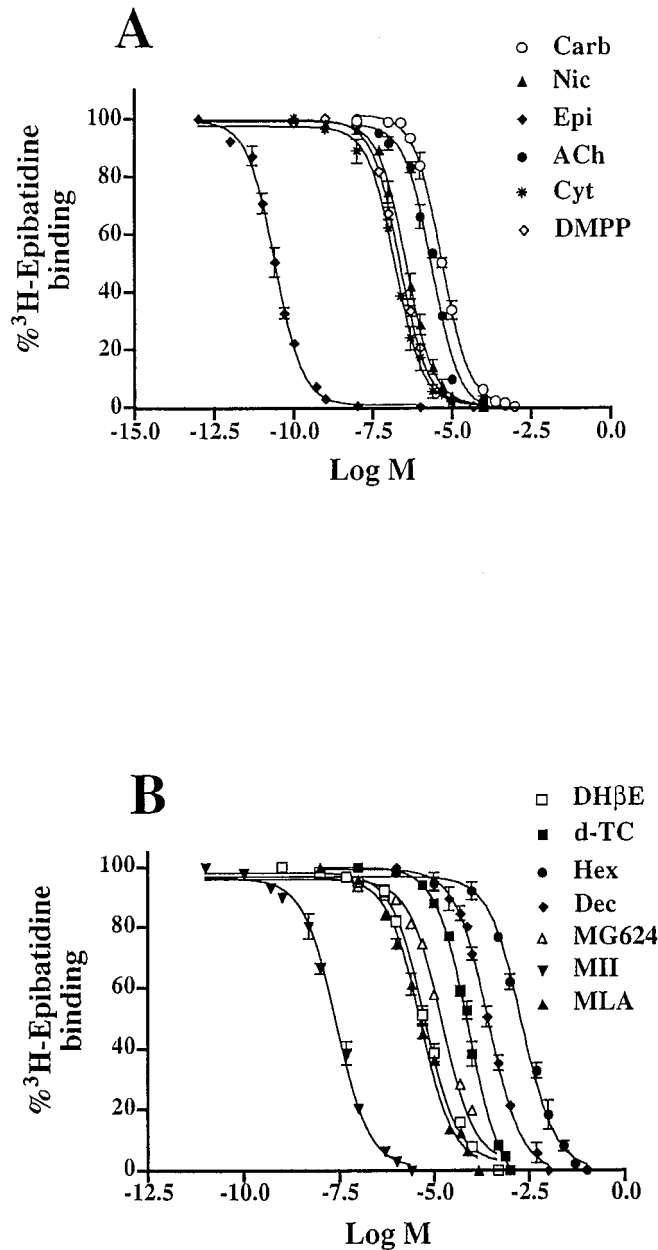 A
Carb
Nic
Epi
ACh
Cyt
DMPP
%³H-Epibatidine
binding
100
80
60
40
20
0
-15.0 -12.5 -10.0 -7.5 -5.0 -2.5 0.0
Log M
B
DHβE
d-TC
Hex
Dec
MG624
MII
MLA
%³H-Epibatidine
binding
100
80
60
40
20
0
-12.5 -10.0 -7.5 -5.0 -2.5 0.0
Log M